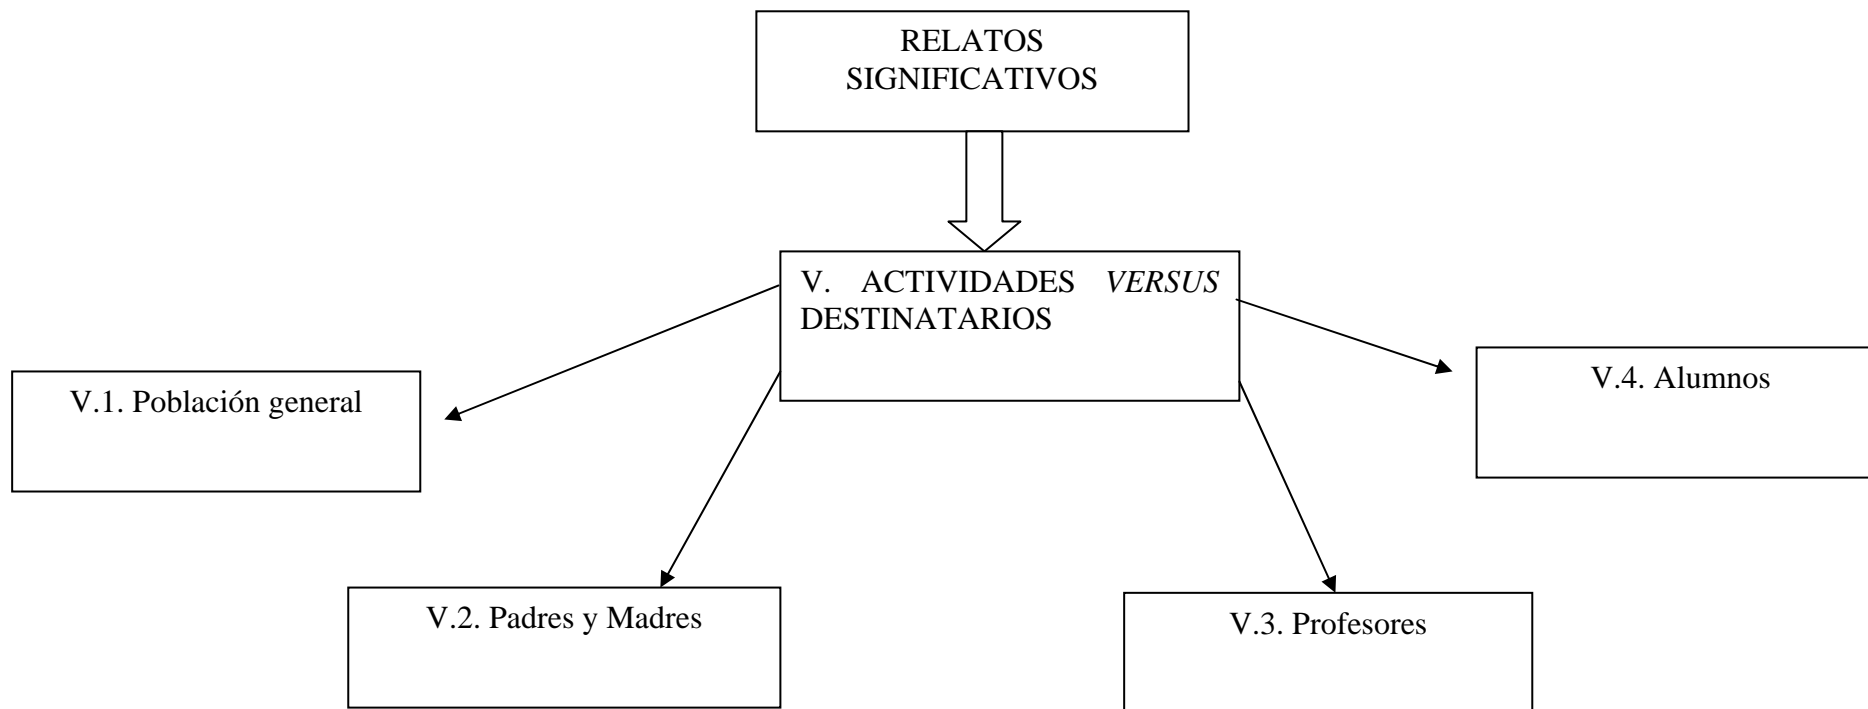 RELATOS
SIGNIFICATIVOS
V. ACTIVIDADES VERSUS
DESTINATARIOS
V.1. Población general
V.4. Alumnos
V.2. Padres y Madres
V.3. Profesores